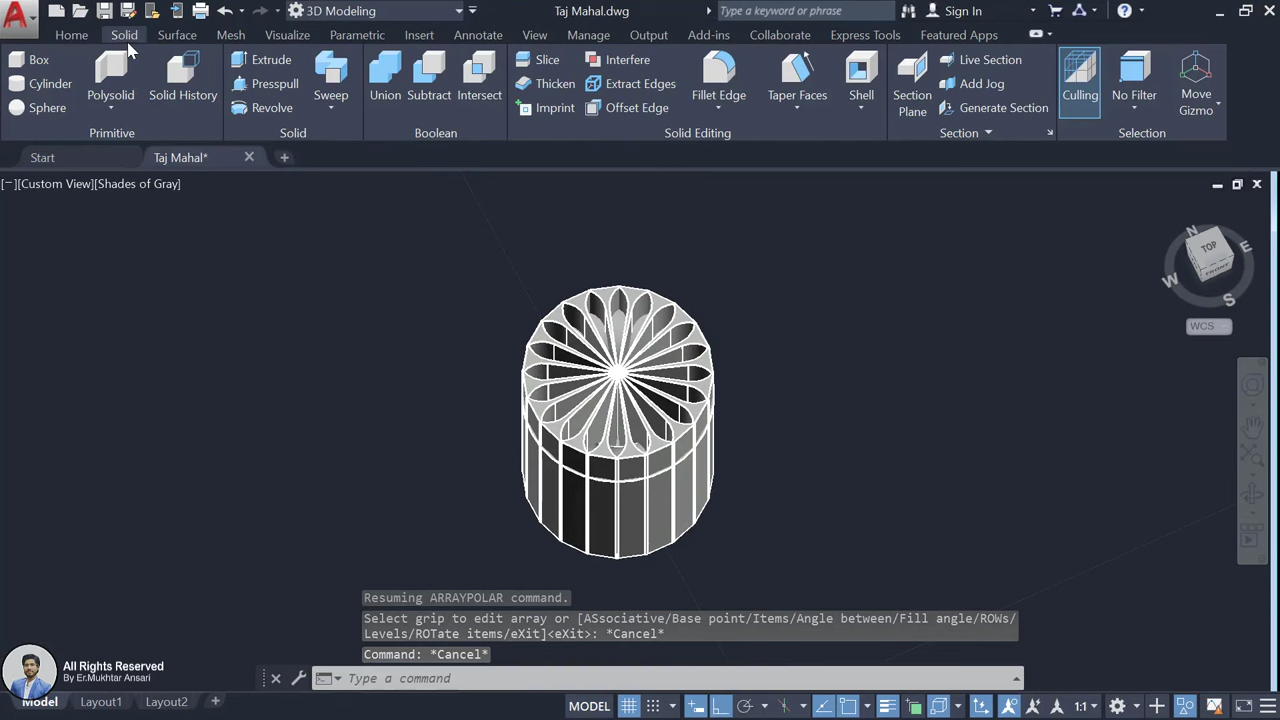 3D Modeling
Taj Mahal.dwg
Type a keyword or phrase
Sign In
Home Solid Surface Mesh Visualize Parametric Insert Annotate View Manage Output Add-ins Collaborate Express Tools Featured Apps
Box
Cylinder
Sphere
Polysolid
Solid History
Primitive
Extrude
Presspull
Revolve
Sweep
Solid
Union
Subtract
Intersect
Boolean
Slice
Thicken
Imprint
Interfere
Extract Edges
Offset Edge
Fillet Edge
Taper Faces
Shell
Solid Editing
Section
Plane
Live Section
Add Jog
Generate Section
Section
Culling
No Filter
Move
Gizmo
Selection
Start
Taj Mahal*
[−][Custom View][Shades of Gray]
N
E
S
W
TOP
FRONT
WCS
Resuming ARRAYPOLAR command.
Select grip to edit array or [ASsociative/Base point/Items/Angle between/Fill angle/ROWs/
Levels/ROTate items/eXit]<eXit>: *Cancel*
Command: *Cancel*
Type a command
All Rights Reserved
By Er.Mukhtar Ansari
Model Layout1 Layout2
MODEL
1:1